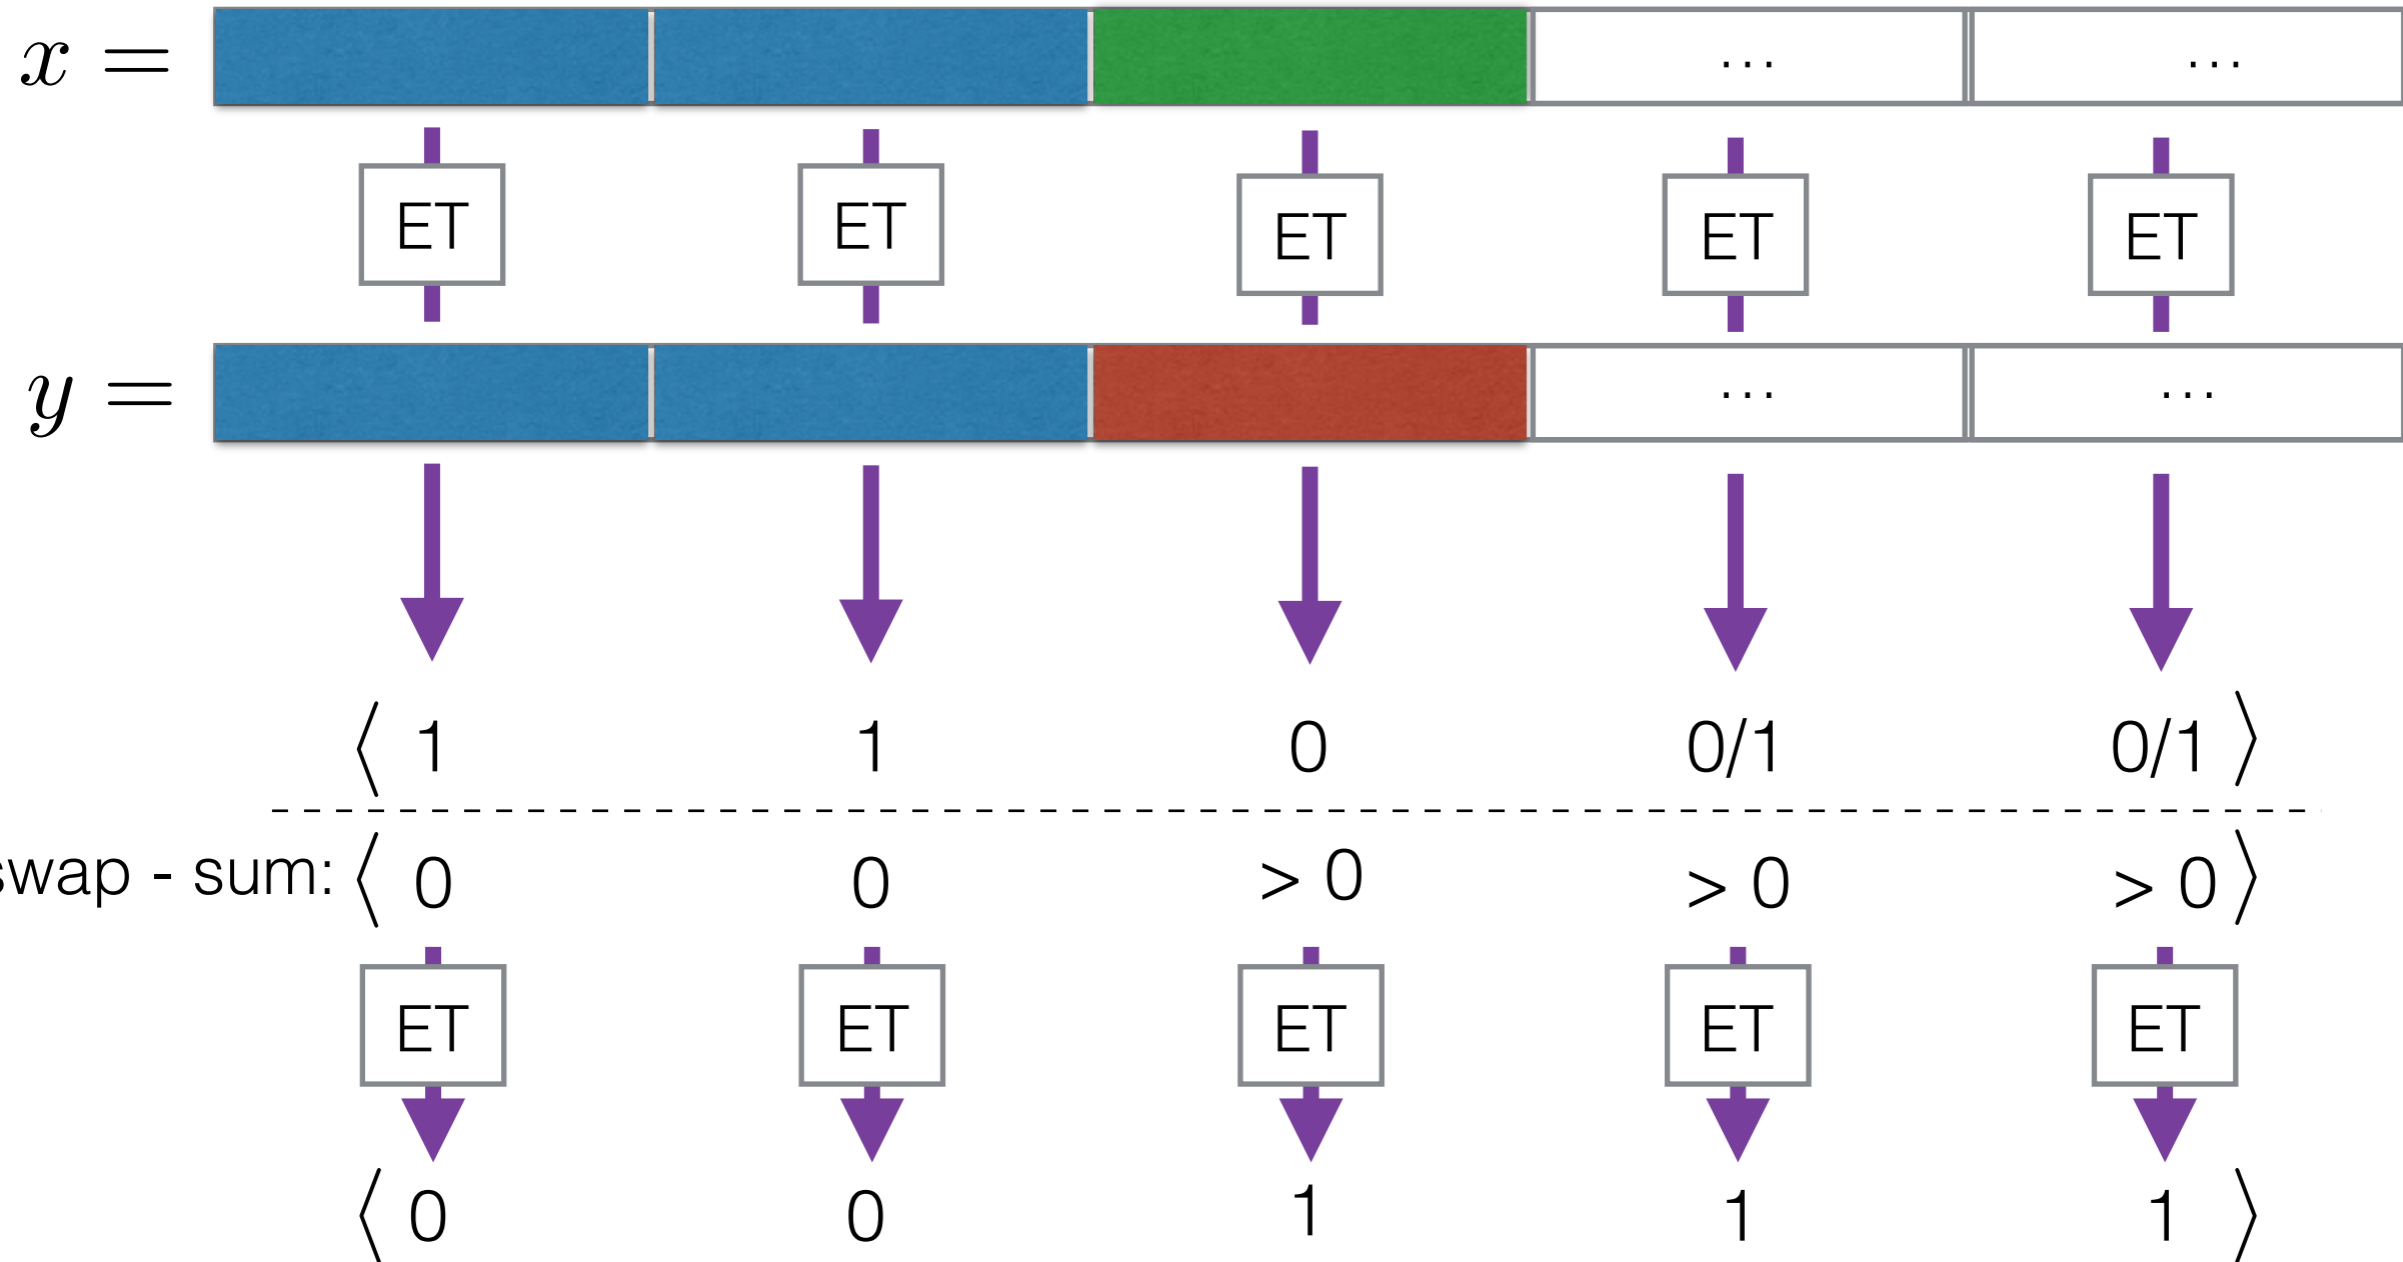 x =
... ...
ET ET ET ET ET
y =
... ...
⟨ 1 1 0 0/1 0/1 ⟩
- sum: ⟨ 0 0 > 0 > 0 > 0 ⟩
ET ET ET ET ET
⟨ 0 0 1 1 1 ⟩